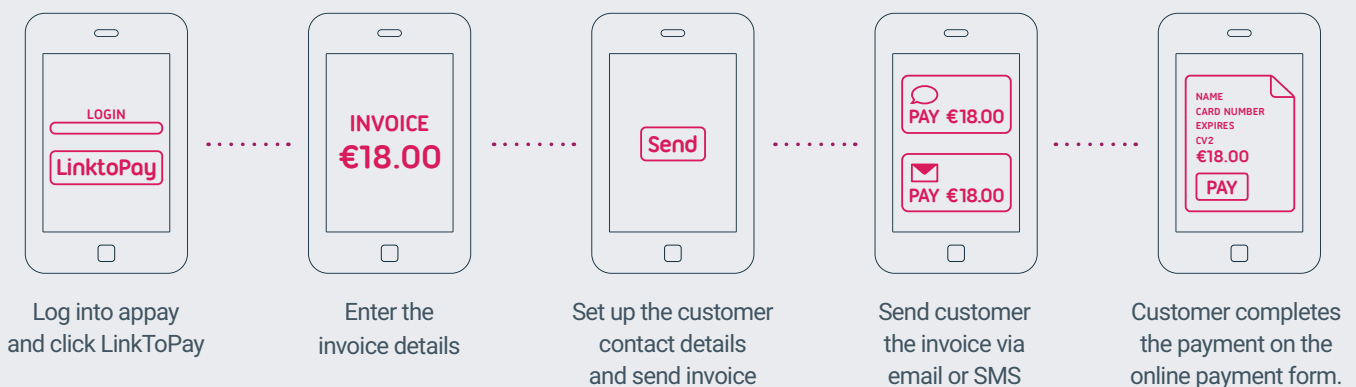 LOGIN
LinktoPay
INVOICE
€18.00
Send
PAY €18.00
PAY €18.00
NAME
CARD NUMBER
EXPIRES
CV2
€18.00
PAY
Log into appay
and click LinkToPay
Enter the
invoice details
Set up the customer
contact details
and send invoice
Send customer
the invoice via
email or SMS
Customer completes
the payment on the
online payment form.